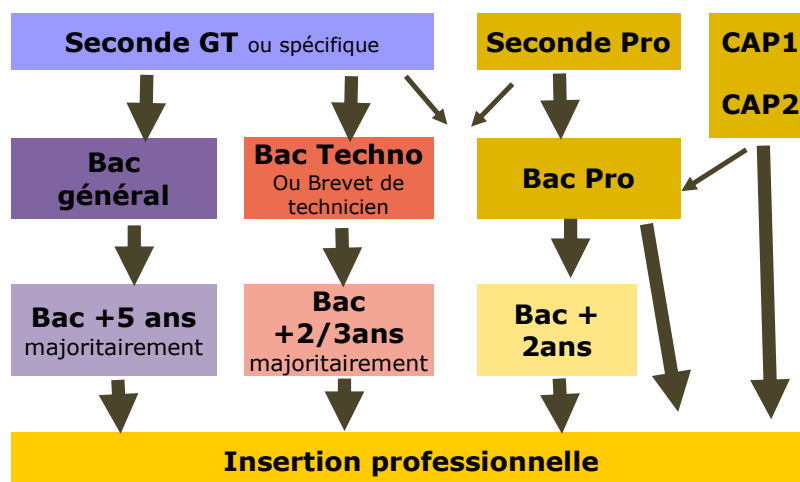 Seconde GT ou spécifique
Seconde Pro
CAP1
CAP2
Bac
général
Bac Techno
Ou Brevet de
technicien
Bac Pro
Bac +5 ans
majoritairement
Bac
+2/3ans
majoritairement
Bac +
2ans
Insertion professionnelle